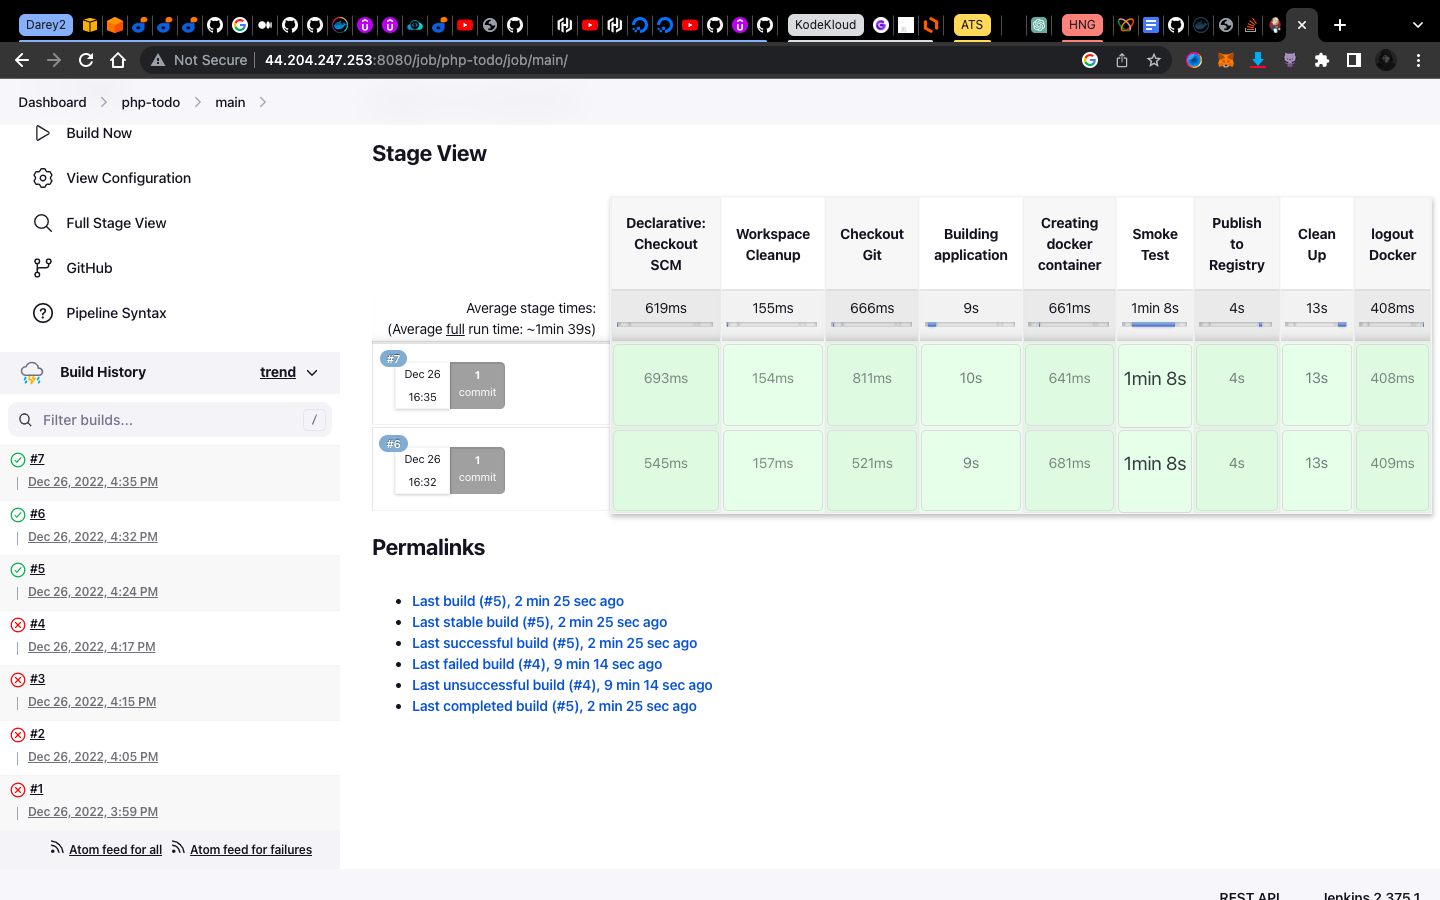 Darey2
KodeKloud
ATS
HNG
Not Secure
44.204.247.253:8080/job/php-todo/job/main/
Dashboard
php-todo
main
Build Now
View Configuration
Full Stage View
GitHub
Pipeline Syntax
Build History
trend
Filter builds...
/
#7
Dec 26, 2022, 4:35 PM
#6
Dec 26, 2022, 4:32 PM
#5
Dec 26, 2022, 4:24 PM
#4
Dec 26, 2022, 4:17 PM
#3
Dec 26, 2022, 4:15 PM
#2
Dec 26, 2022, 4:05 PM
#1
Dec 26, 2022, 3:59 PM
Atom feed for all
Atom feed for failures
Stage View
Declarative:
Checkout
SCM
Workspace
Cleanup
Checkout
Git
Building
application
Creating
docker
container
Smoke
Test
Publish
to
Registry
Clean
Up
logout
Docker
Average stage times:
(Average full run time: ~1min 39s)
619ms
155ms
666ms
9s
661ms
1min 8s
4s
13s
408ms
#7
Dec 26
16:35
1
commit
693ms
154ms
811ms
10s
641ms
1min 8s
4s
13s
408ms
#6
Dec 26
16:32
1
commit
545ms
157ms
521ms
9s
681ms
1min 8s
4s
13s
409ms
Permalinks
Last build (#5), 2 min 25 sec ago
Last stable build (#5), 2 min 25 sec ago
Last successful build (#5), 2 min 25 sec ago
Last failed build (#4), 9 min 14 sec ago
Last unsuccessful build (#4), 9 min 14 sec ago
Last completed build (#5), 2 min 25 sec ago
REST API
Jenkins 2.375.1